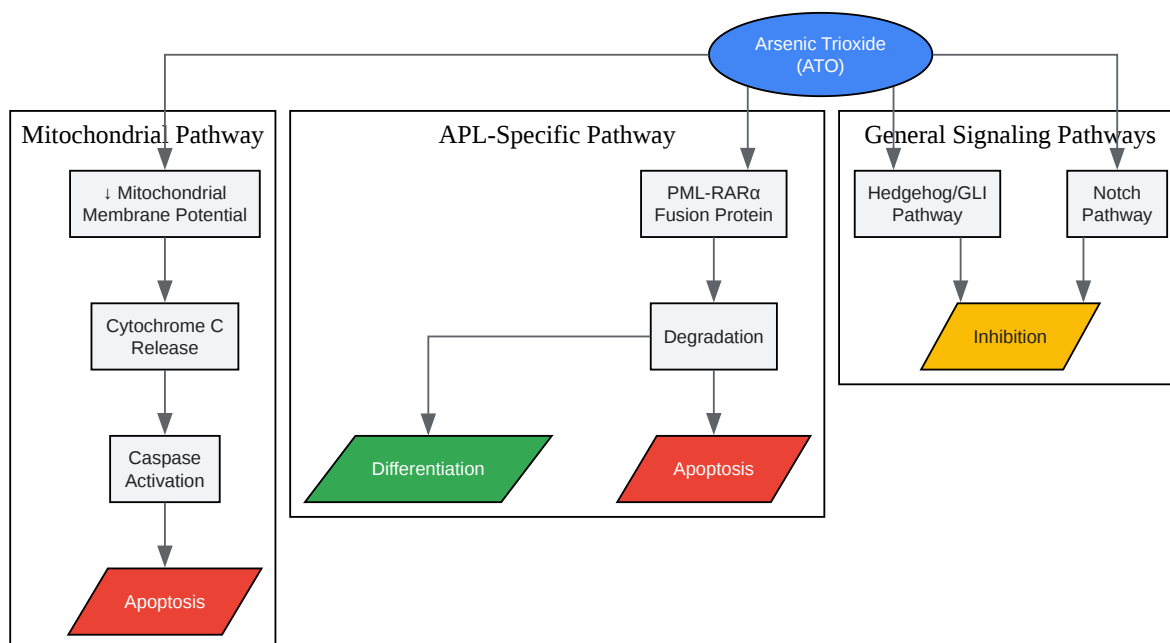 Arsenic Trioxide
(ATO)
Mitochondrial Pathway
↓ Mitochondrial
Membrane Potential
Cytochrome C
Release
Caspase
Activation
Apoptosis
APL-Specific Pathway
PML-RARα
Fusion Protein
Degradation
Differentiation
Apoptosis
General Signaling Pathways
Hedgehog/GLI
Pathway
Notch
Pathway
Inhibition